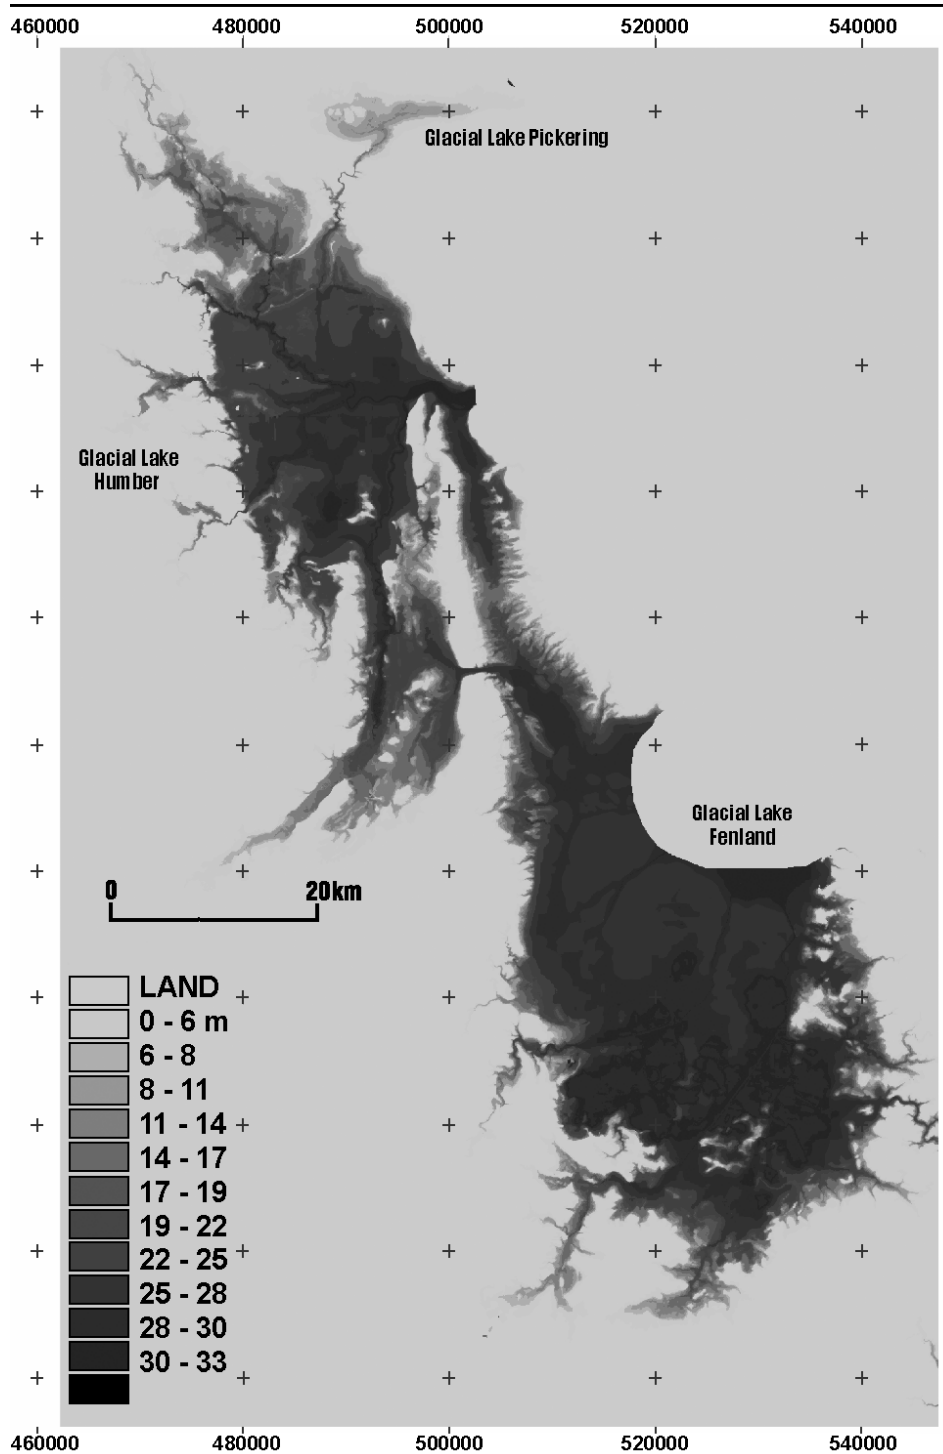 460000 480000 500000 520000 540000
Glacial Lake Pickering
Glacial Lake
Humber
Glacial Lake
Fenland
0 20km
LAND
0 - 6 m
6 - 8
8 - 11
11 - 14
14 - 17
17 - 19
19 - 22
22 - 25
25 - 28
28 - 30
30 - 33
460000 480000 500000 520000 540000